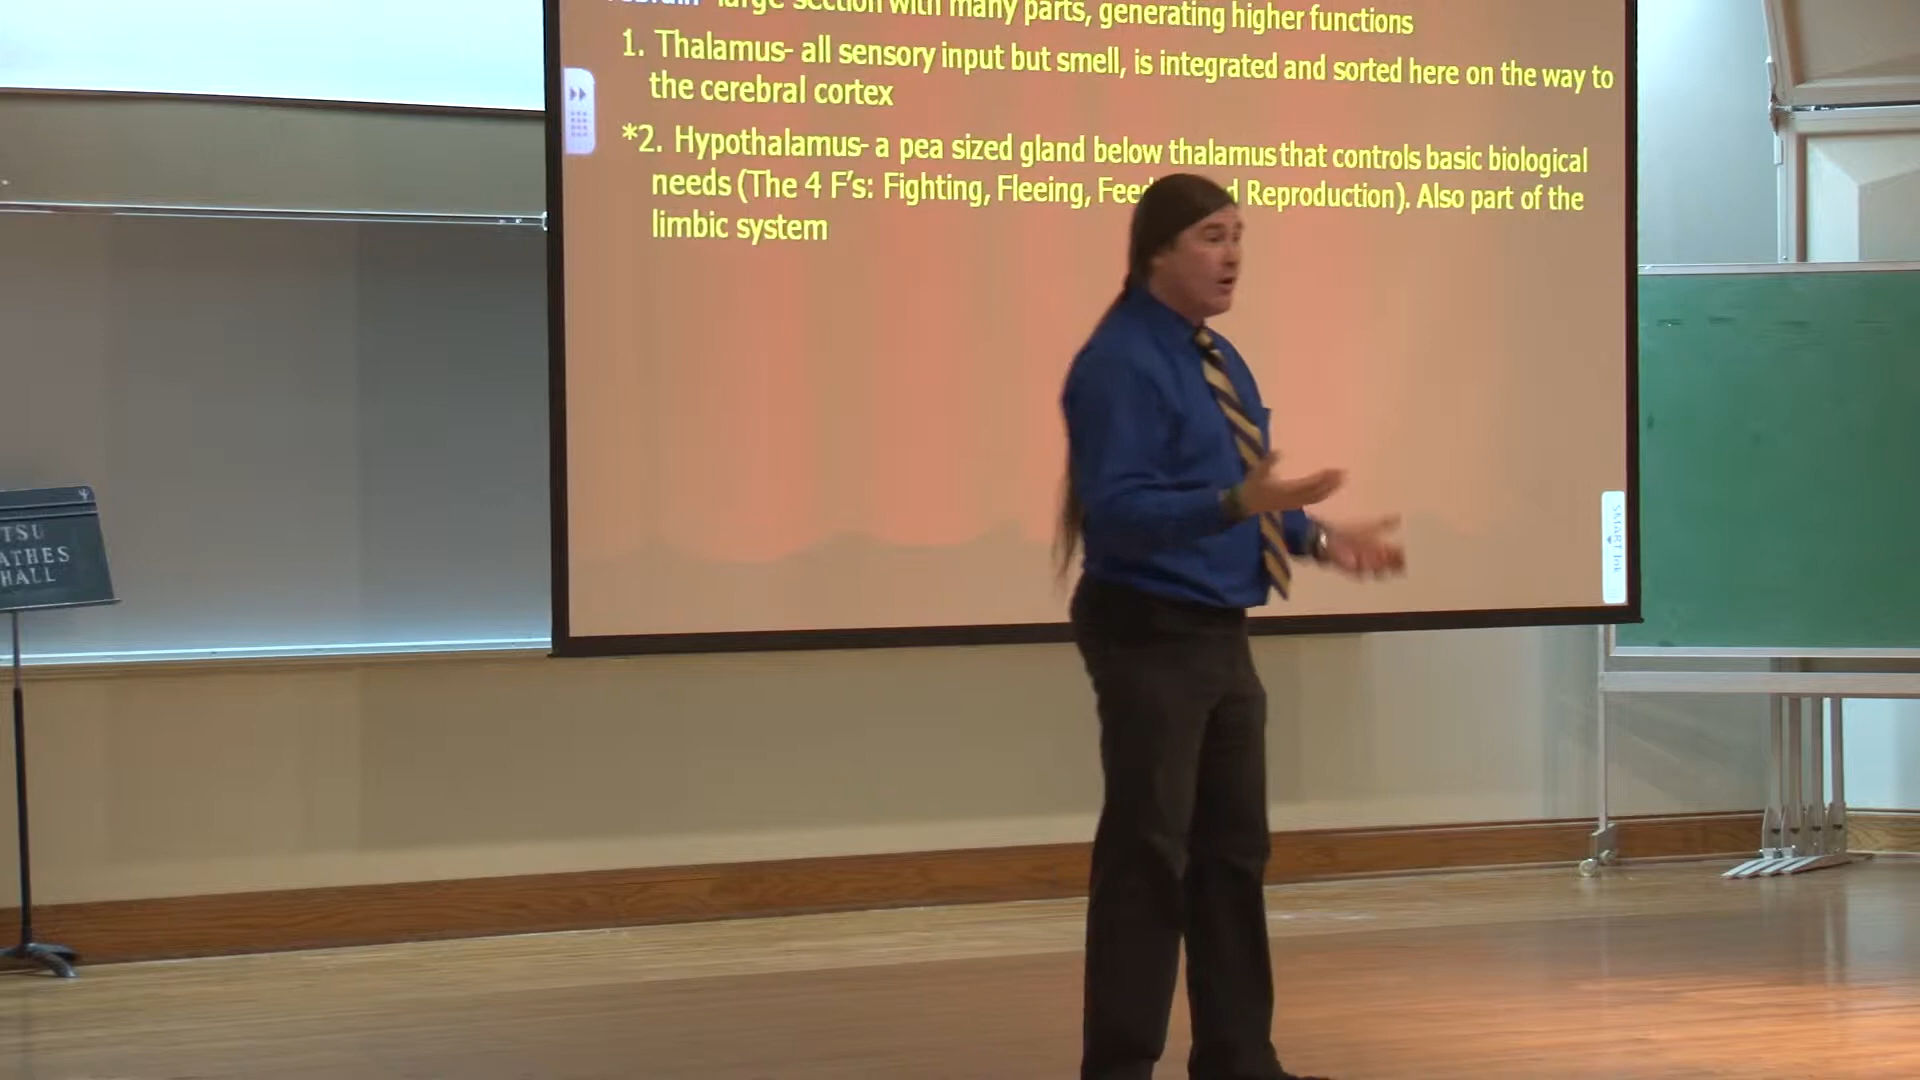 large section with many parts, generating higher functions
1. Thalamus- all sensory input but smell, is integrated and sorted here on the way to
the cerebral cortex
*2. Hypothalamus- a pea sized gland below thalamus that controls basic biological
needs (The 4 F's: Fighting, Fleeing, Reproduction). Also part of the
limbic system
TSU
ATHES
HALL
SMART Ink